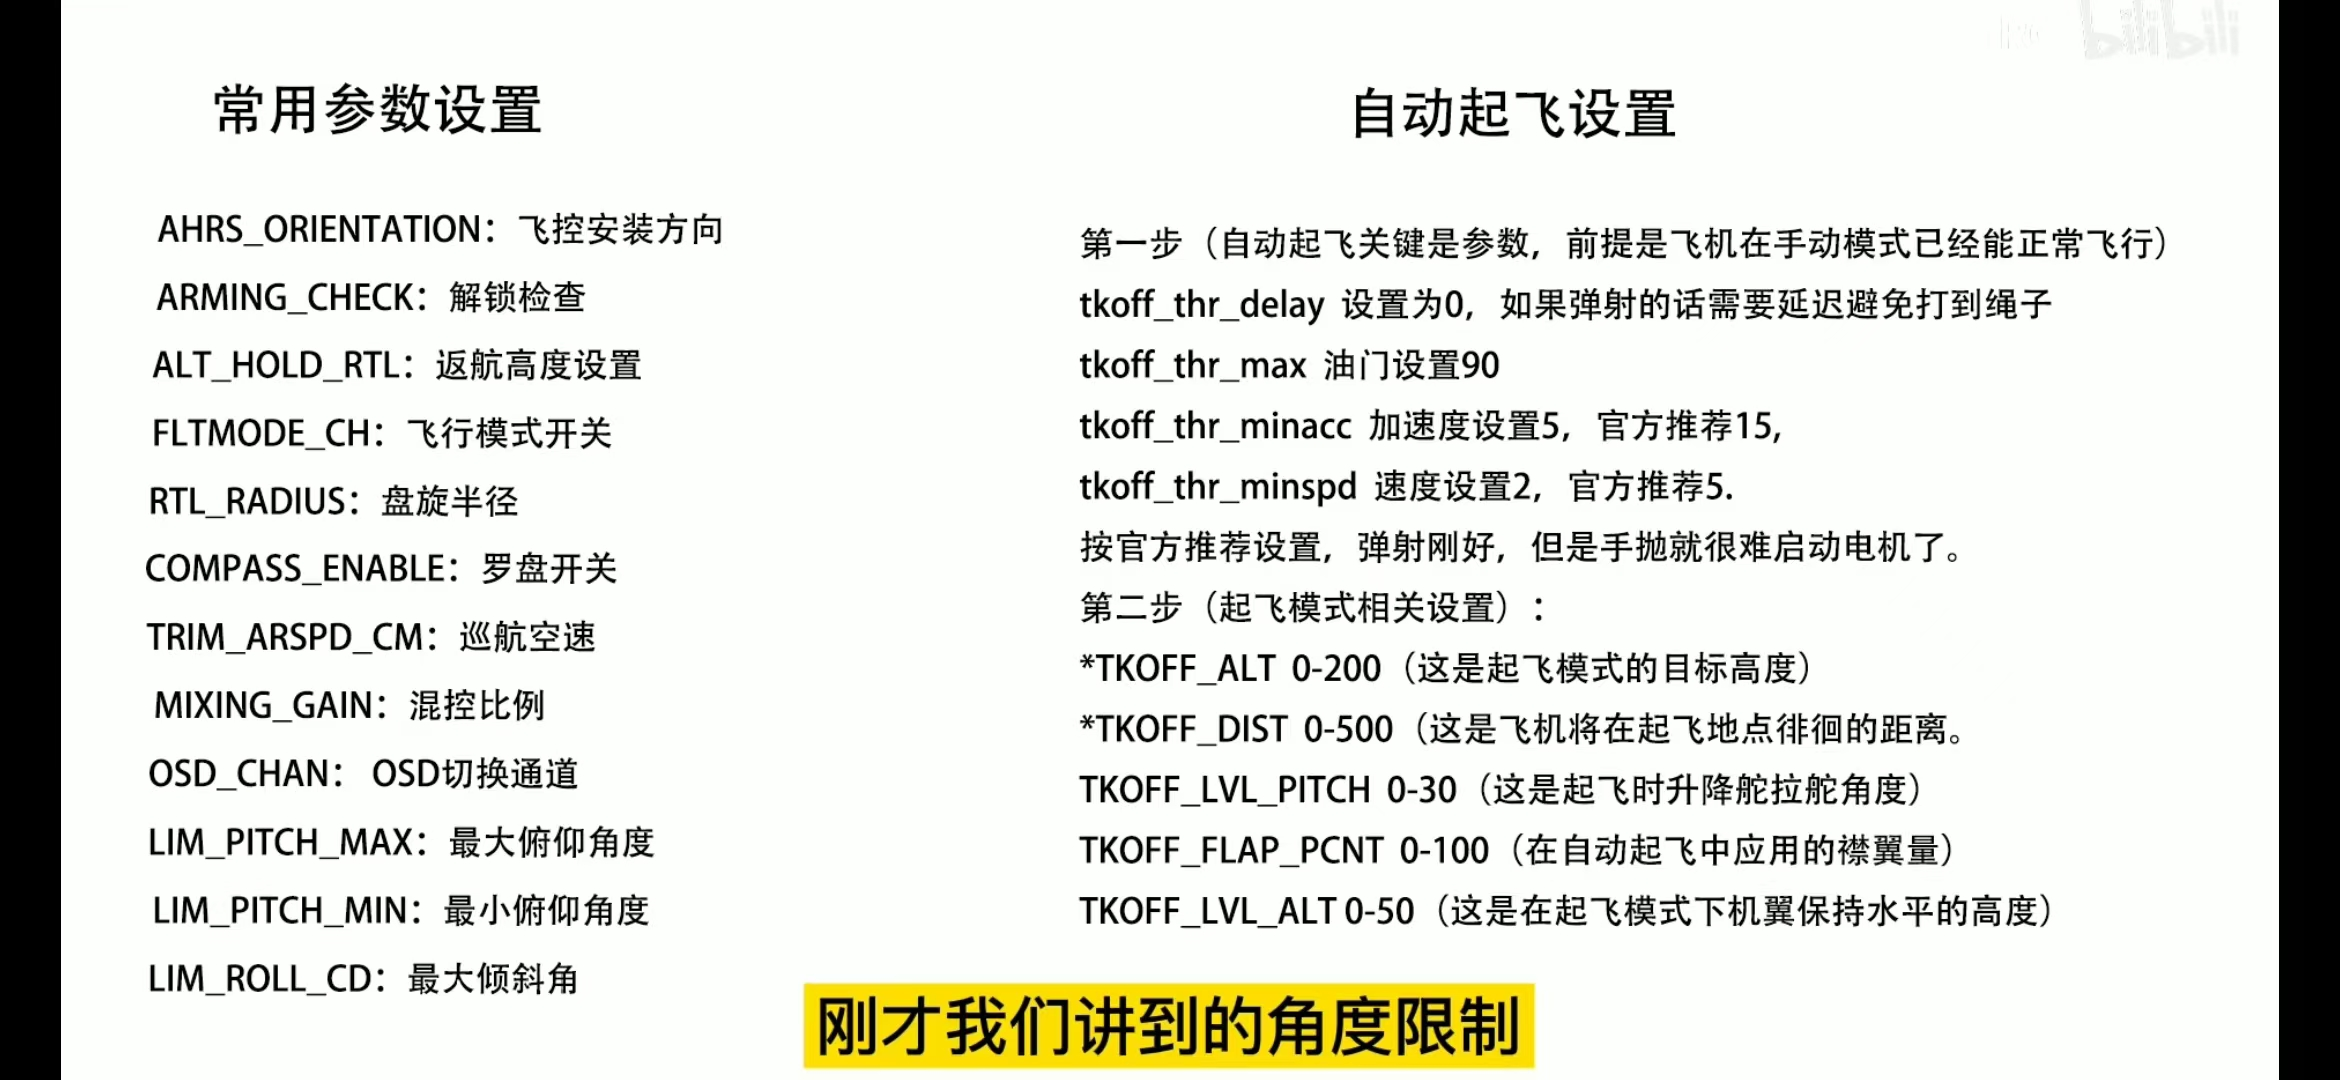 bilibili
常用参数设置
AHRS_ORIENTATION：飞控安装方向
ARMING_CHECK：解锁检查
ALT_HOLD_RTL：返航高度设置
FLTMODE_CH：飞行模式开关
RTL_RADIUS：盘旋半径
COMPASS_ENABLE：罗盘开关
TRIM_ARSPD_CM：巡航空速
MIXING_GAIN：混控比例
OSD_CHAN： OSD切换通道
LIM_PITCH_MAX：最大俯仰角度
LIM_PITCH_MIN：最小俯仰角度
LIM_ROLL_CD：最大倾斜角
自动起飞设置
第一步（自动起飞关键是参数，前提是飞机在手动模式已经能正常飞行）
tkoff_thr_delay 设置为0，如果弹射的话需要延迟避免打到绳子
tkoff_thr_max 油门设置90
tkoff_thr_minacc 加速度设置5，官方推荐15,
tkoff_thr_minspd 速度设置2，官方推荐5.
按官方推荐设置，弹射刚好，但是手抛就很难启动电机了。
第二步（起飞模式相关设置）：
*TKOFF_ALT 0-200（这是起飞模式的目标高度）
*TKOFF_DIST 0-500（这是飞机将在起飞地点徘徊的距离。
TKOFF_LVL_PITCH 0-30（这是起飞时升降舵拉舵角度）
TKOFF_FLAP_PCNT 0-100（在自动起飞中应用的襟翼量）
TKOFF_LVL_ALT 0-50（这是在起飞模式下机翼保持水平的高度）
刚才我们讲到的角度限制